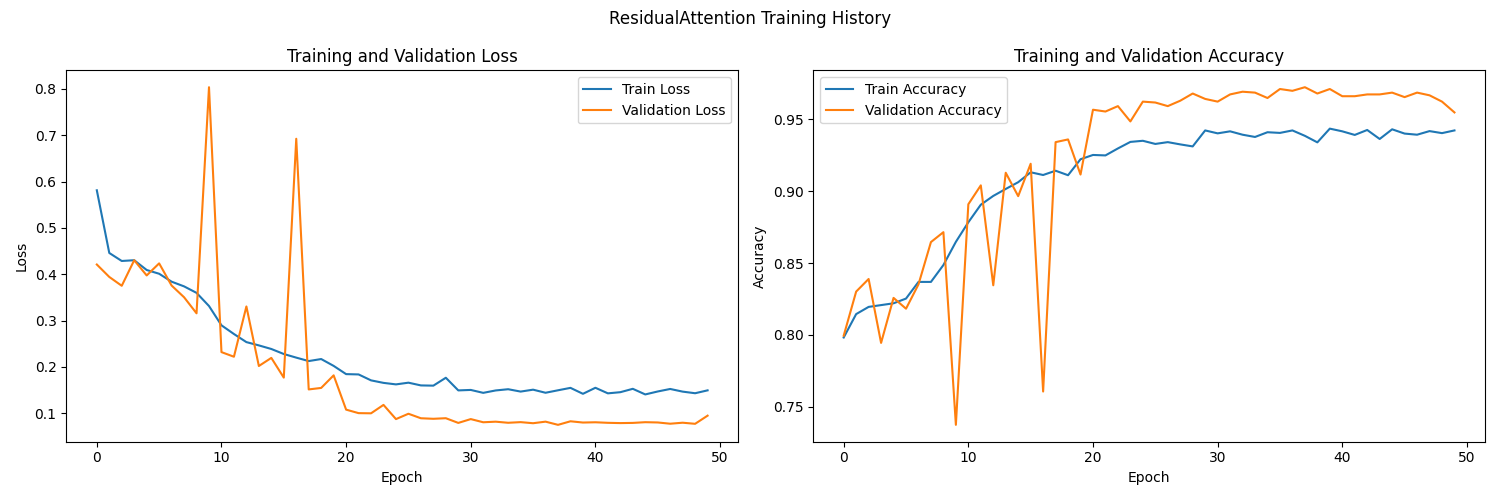 ResidualAttention Training History
Training and Validation Loss
Train Loss
Validation Loss
0.8
0.7
0.6
0.5
0.4
0.3
0.2
0.1
Loss
0 10 20 30 40 50
Epoch
Training and Validation Accuracy
Train Accuracy
Validation Accuracy
0.95
0.90
0.85
0.80
0.75
Accuracy
0 10 20 30 40 50
Epoch